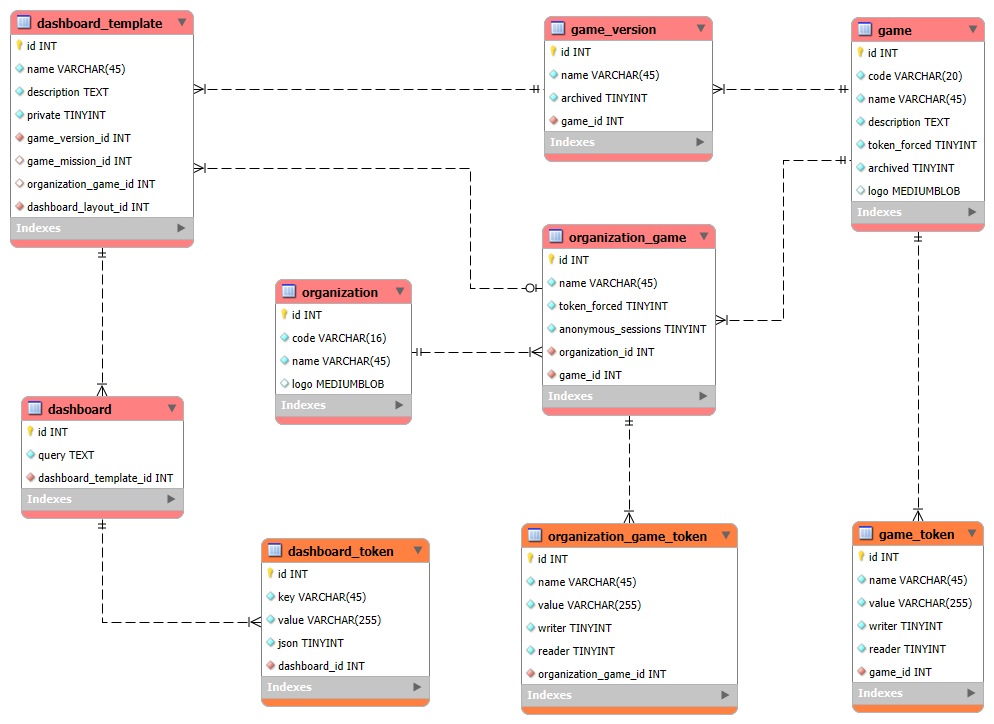 dashboard_template
id INT
name VARCHAR(45)
description TEXT
private TINYINT
game_version_id INT
game_mission_id INT
organization_game_id INT
dashboard_layout_id INT
Indexes
game_version
id INT
name VARCHAR(45)
archived TINYINT
game_id INT
Indexes
game
id INT
code VARCHAR(20)
name VARCHAR(45)
description TEXT
token_forced TINYINT
archived TINYINT
logo MEDIUMBLOB
Indexes
organization_game
id INT
name VARCHAR(45)
token_forced TINYINT
anonymous_sessions TINYINT
organization_id INT
game_id INT
Indexes
organization
id INT
code VARCHAR(16)
name VARCHAR(45)
logo MEDIUMBLOB
Indexes
dashboard
id INT
query TEXT
dashboard_template_id INT
Indexes
dashboard_token
id INT
key VARCHAR(45)
value VARCHAR(255)
json TINYINT
dashboard_id INT
Indexes
organization_game_token
id INT
name VARCHAR(45)
value VARCHAR(255)
writer TINYINT
reader TINYINT
organization_game_id INT
Indexes
game_token
id INT
name VARCHAR(45)
value VARCHAR(255)
writer TINYINT
reader TINYINT
game_id INT
Indexes